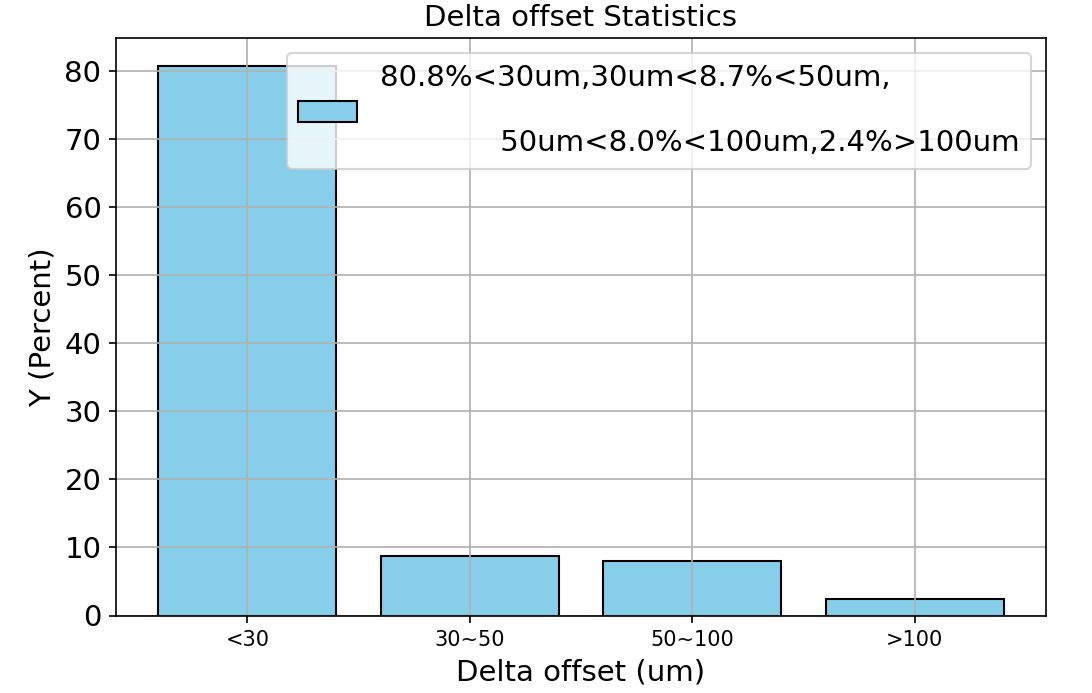 Delta offset Statistics
80.8%<30um,30um<8.7%<50um,
50um<8.0%<100um,2.4%>100um
Y (Percent)
80
70
60
50
40
30
20
10
0
<30
30~50
50~100
>100
Delta offset (um)